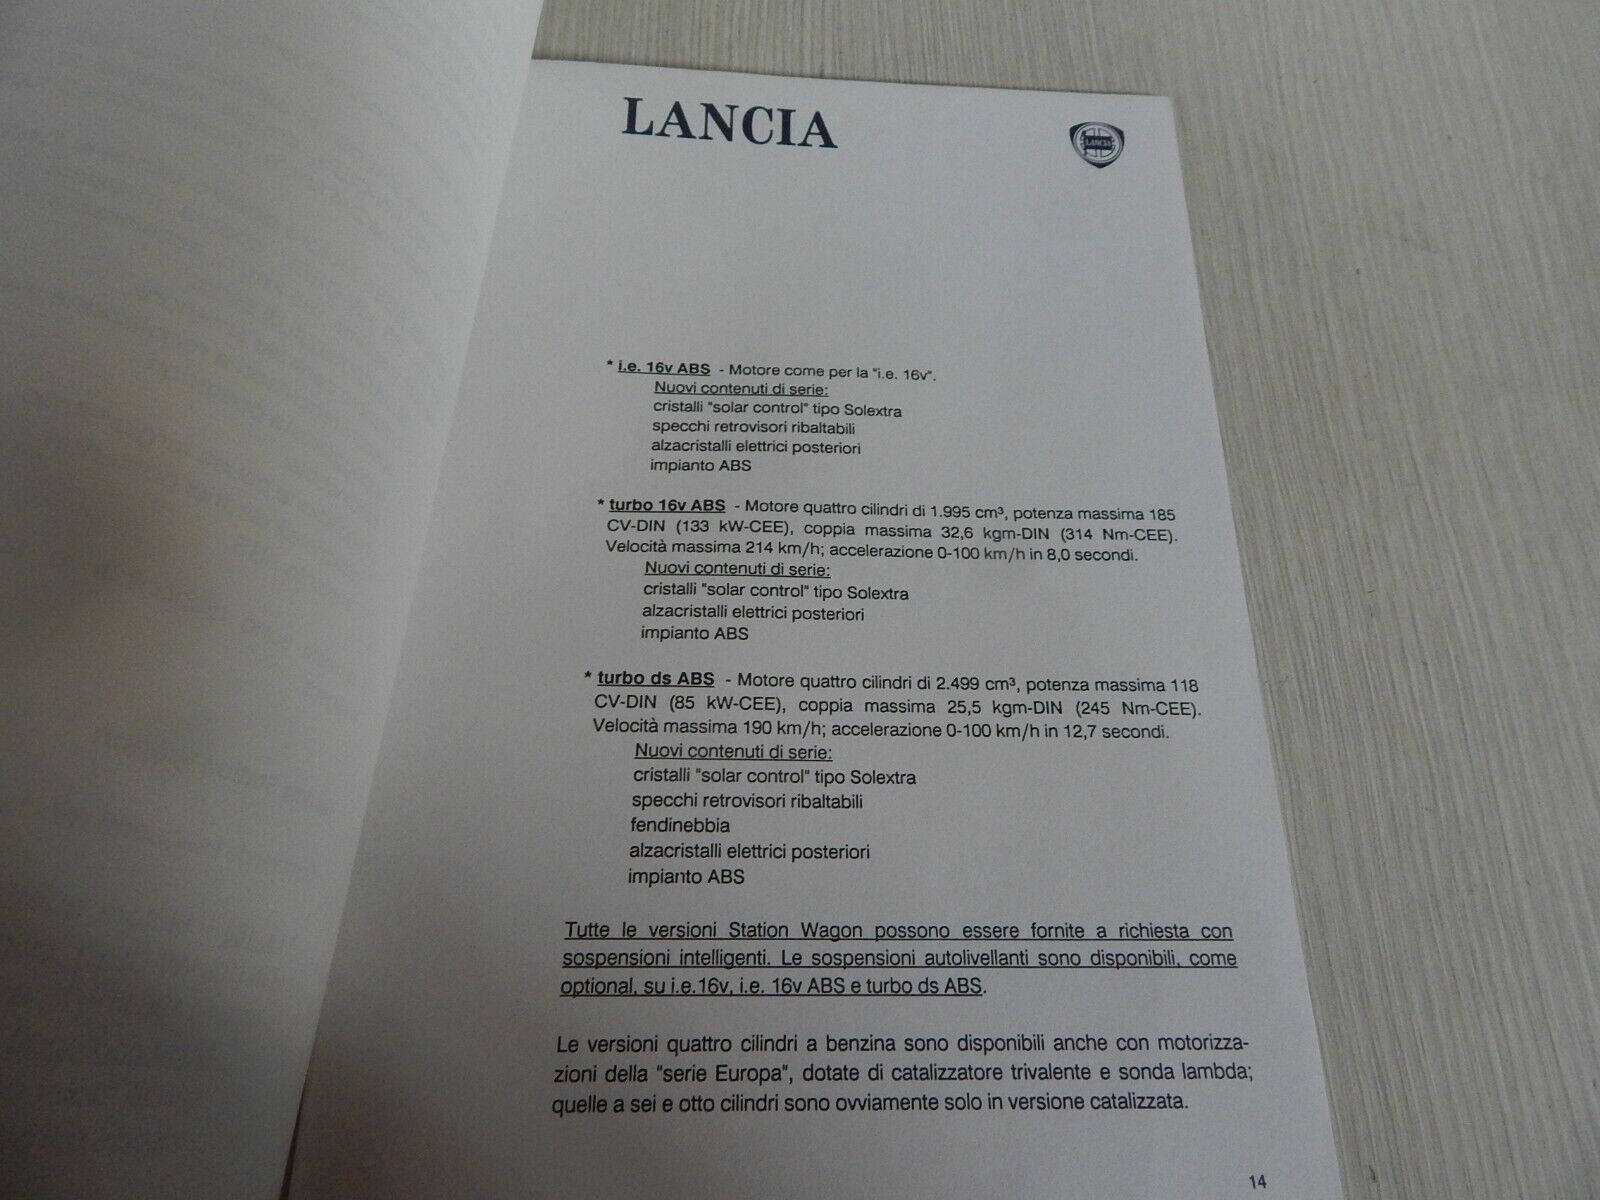 LANCIA
LANCIA
* i.e. 16v ABS - Motore come per la "i.e. 16v".
Nuovi contenuti di serie:
cristalli "solar control" tipo Solextra
specchi retrovisori ribaltabili
alzacristalli elettrici posteriori
impianto ABS
* turbo 16v ABS - Motore quattro cilindri di 1.995 cm³, potenza massima 185
CV-DIN (133 kW-CEE), coppia massima 32,6 kgm-DIN (314 Nm-CEE).
Velocità massima 214 km/h; accelerazione 0-100 km/h in 8,0 secondi.
Nuovi contenuti di serie:
cristalli "solar control" tipo Solextra
alzacristalli elettrici posteriori
impianto ABS
* turbo ds ABS - Motore quattro cilindri di 2.499 cm³, potenza massima 118
CV-DIN (85 kW-CEE), coppia massima 25,5 kgm-DIN (245 Nm-CEE).
Velocità massima 190 km/h; accelerazione 0-100 km/h in 12,7 secondi.
Nuovi contenuti di serie:
cristalli "solar control" tipo Solextra
specchi retrovisori ribaltabili
fendinebbia
alzacristalli elettrici posteriori
impianto ABS
Tutte le versioni Station Wagon possono essere fornite a richiesta con
sospensioni intelligenti. Le sospensioni autolivellanti sono disponibili, come
optional, su i.e.16v, i.e. 16v ABS e turbo ds ABS.
Le versioni quattro cilindri a benzina sono disponibili anche con motorizza-
zioni della "serie Europa", dotate di catalizzatore trivalente e sonda lambda;
quelle a sei e otto cilindri sono ovviamente solo in versione catalizzata.
14